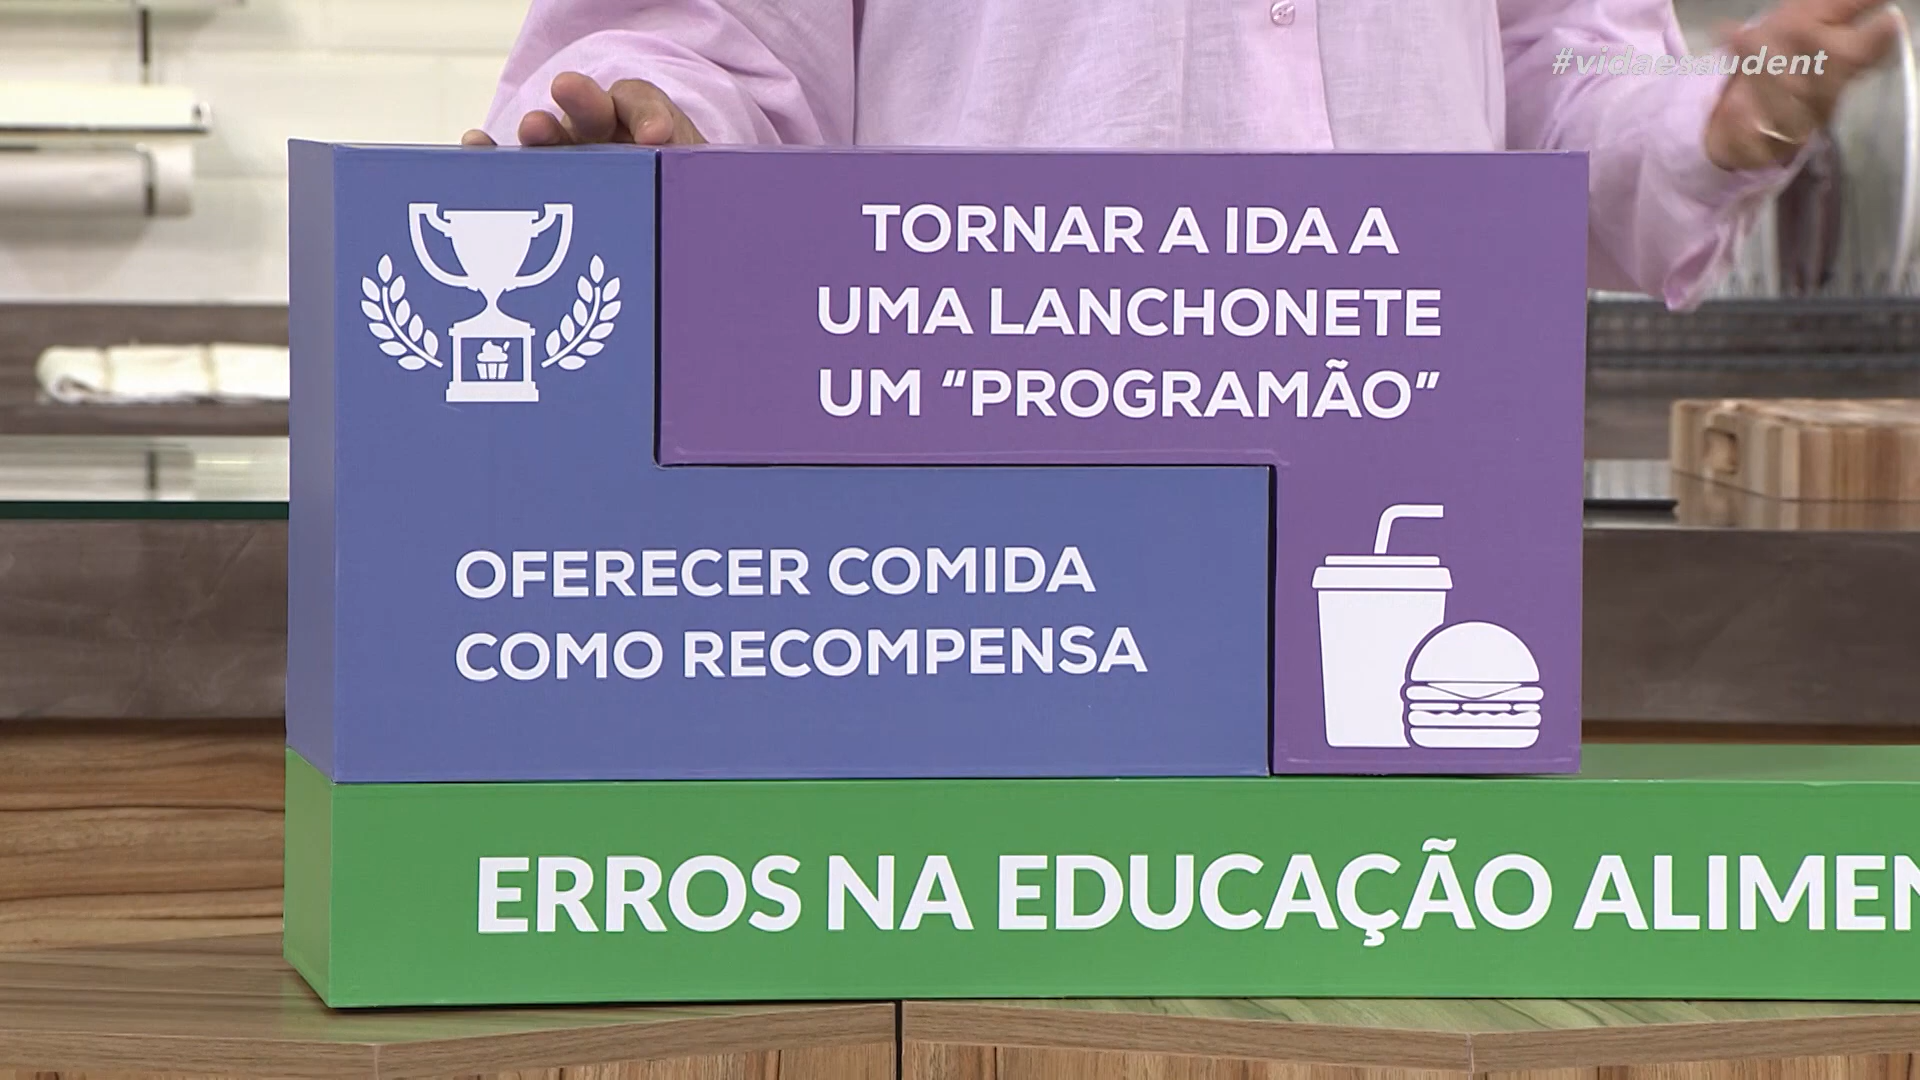 #vidaesaudent
TORNAR A IDA A
UMA LANCHONETE
UM “PROGRAMÃO”
OFERECER COMIDA
COMO RECOMPENSA
ERROS NA EDUCAÇÃO ALIMEN